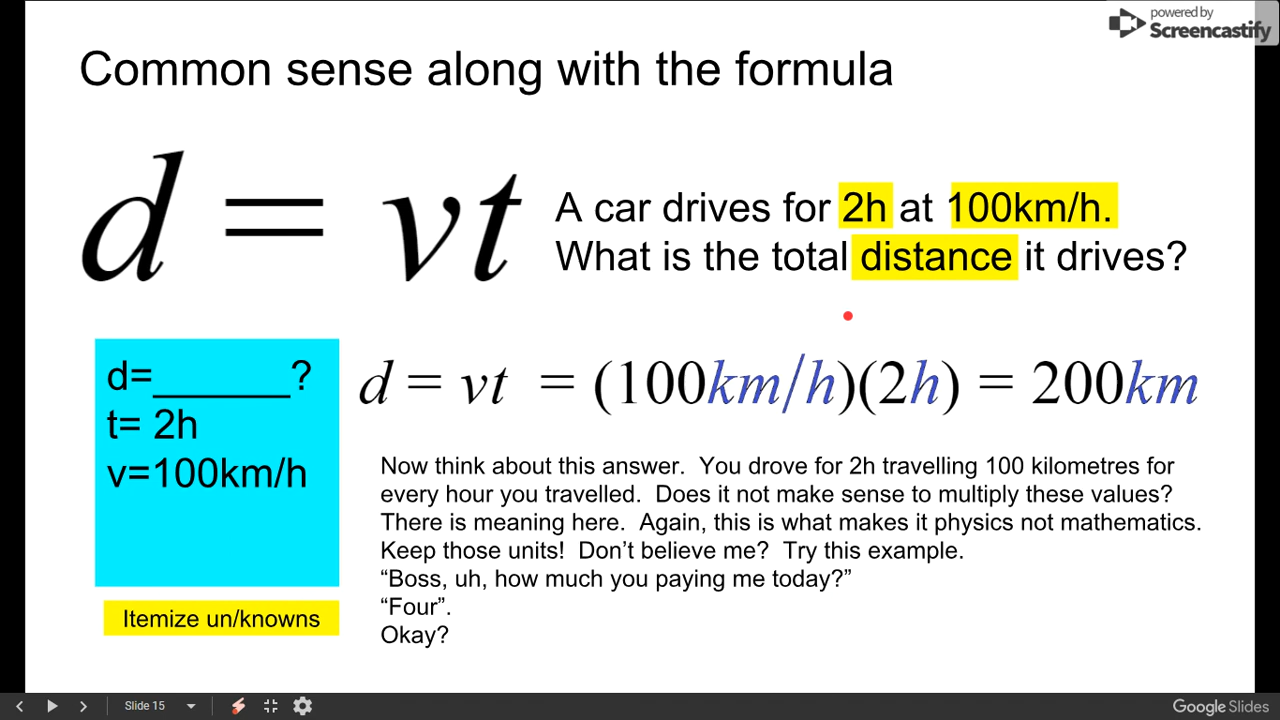 powered by
Screencastify
Common sense along with the formula
d = vt
A car drives for 2h at 100km/h.
What is the total distance it drives?
d=______?
t= 2h
v=100km/h
Itemize un/knowns
d = vt = (100km/h)(2h) = 200km
Now think about this answer. You drove for 2h travelling 100 kilometres for
every hour you travelled. Does it not make sense to multiply these values?
There is meaning here. Again, this is what makes it physics not mathematics.
Keep those units! Don't believe me? Try this example.
“Boss, uh, how much you paying me today?”
“Four”.
Okay?
Slide 15
Google Slides